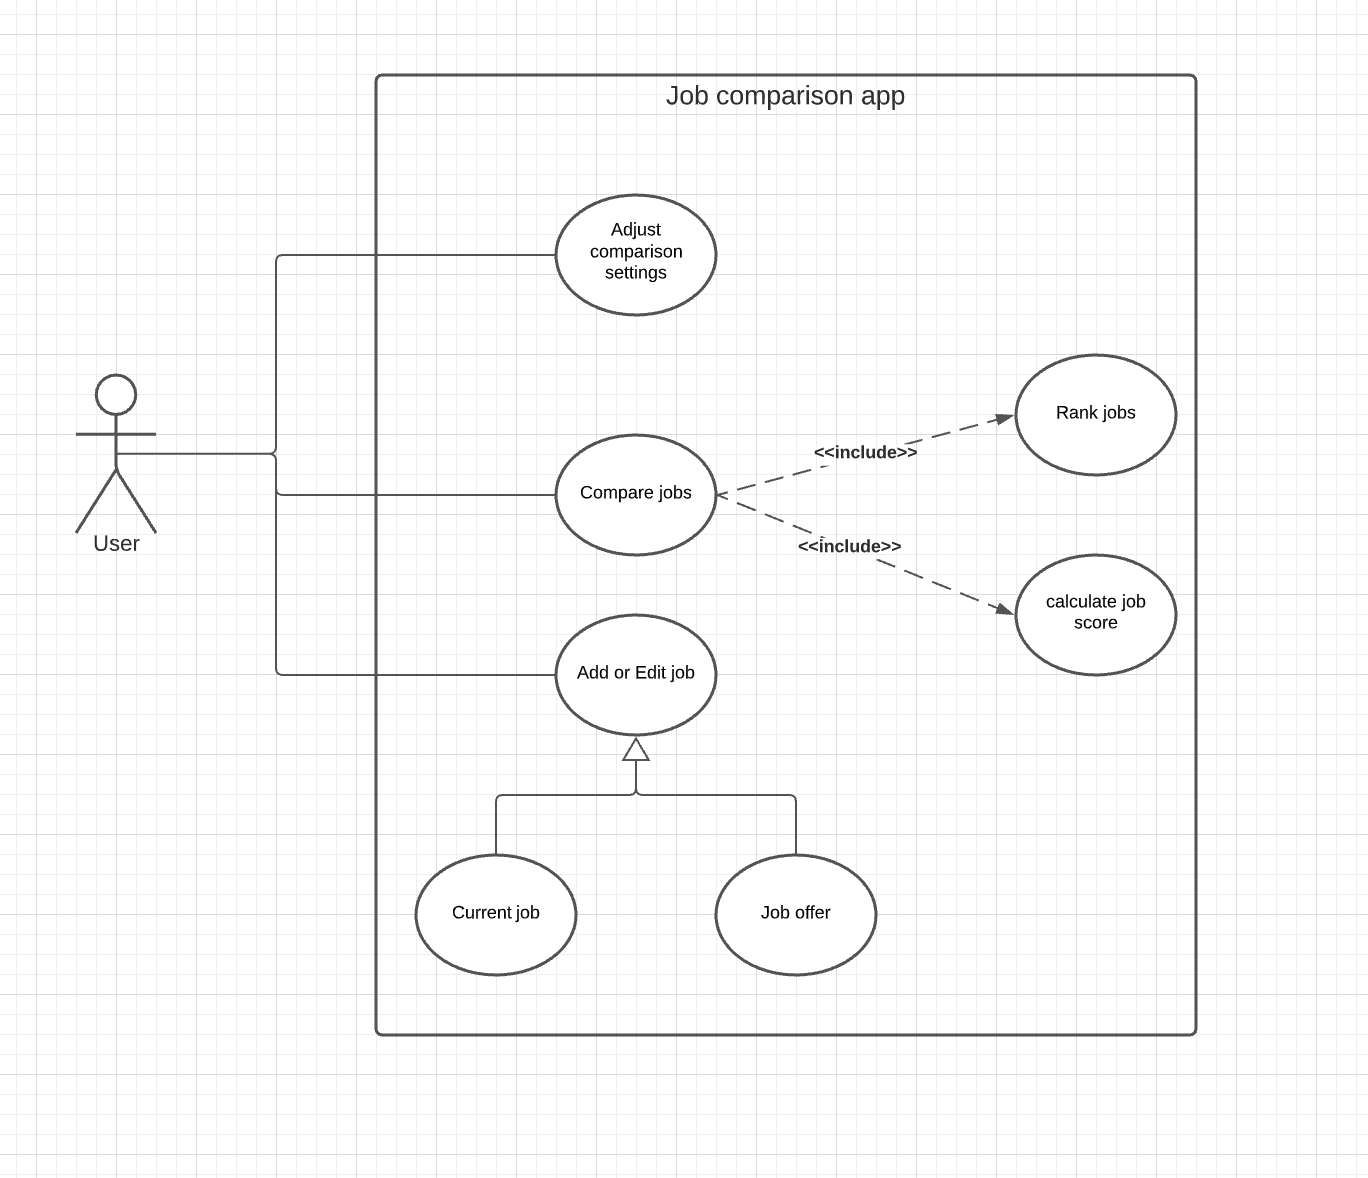 Job comparison app
Adjust
comparison
settings
Rank jobs
<<include>>
Compare jobs
User
<<include>>
calculate job
score
Add or Edit job
Current job
Job offer